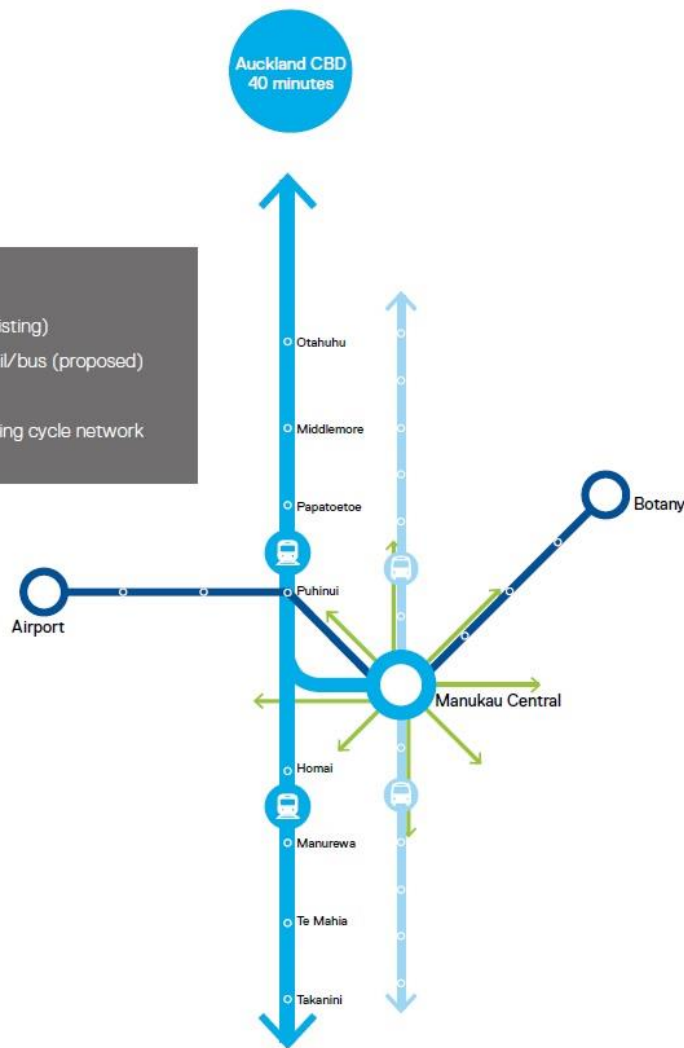 Auckland CBD
40 minutes
isting)
il/bus (proposed)
ing cycle network
Otahuhu
Middlemore
Papatoetoe
Botany
Puhinui
Airport
Manukau Central
Homai
Manurewa
Te Mahia
Takanini